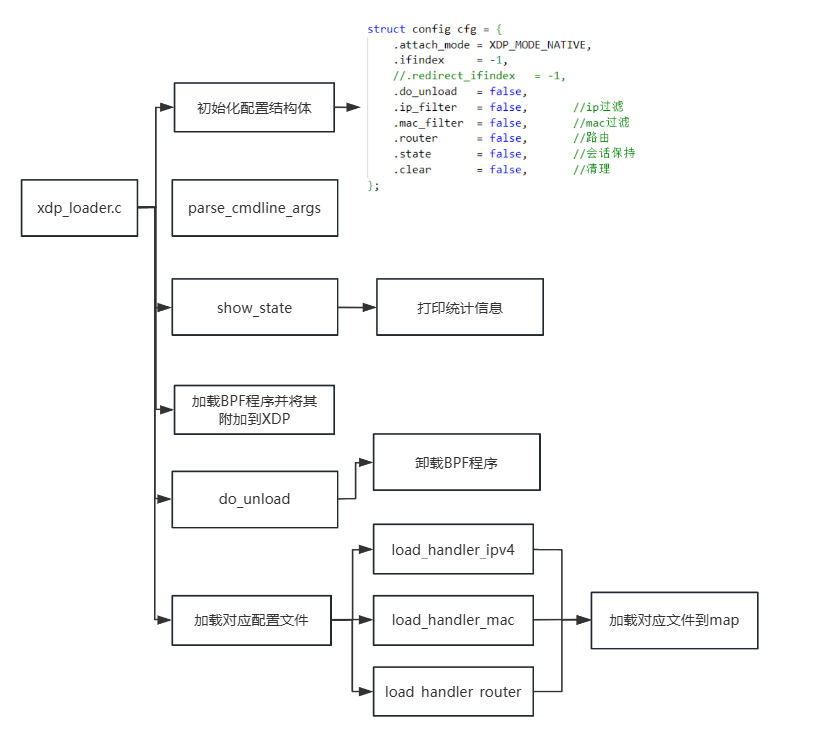 struct config cfg = {
.attach_mode = XDP_MODE_NATIVE,
.ifindex = -1,
//.redirect_ifindex = -1,
.do_unload = false,
.ip_filter = false, //ip过滤
.mac_filter = false, //mac过滤
.router = false, //路由
.state = false, //会话保持
.clear = false, //清理
};
初始化配置结构体
xdp_loader.c
parse_cmdline_args
show_state
打印统计信息
加载BPF程序并将其
附加到XDP
do_unload
卸载BPF程序
load_handler_ipv4
加载对应配置文件
load_handler_mac
加载对应文件到map
load_handler_router